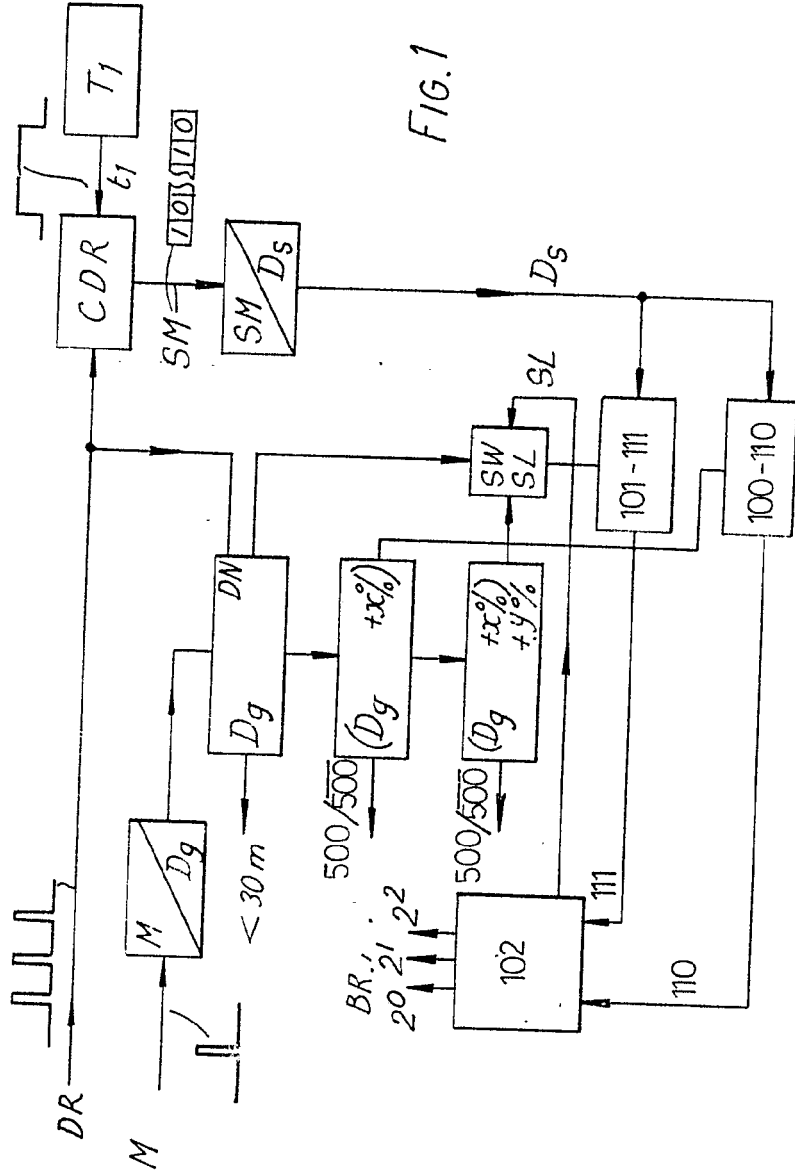 DR
M
M
Dg
< 30 m
Dg
DN
CDR
t1
T1
SM
1 0 1 0
SM
Ds
Ds
500/500
(Dg +x%)
500/500
(Dg +x%)
+y%
SW
SL
SL
101-111
100-110
BR.
2⁰, 2¹, 2²
102
111
110
FIG. 1